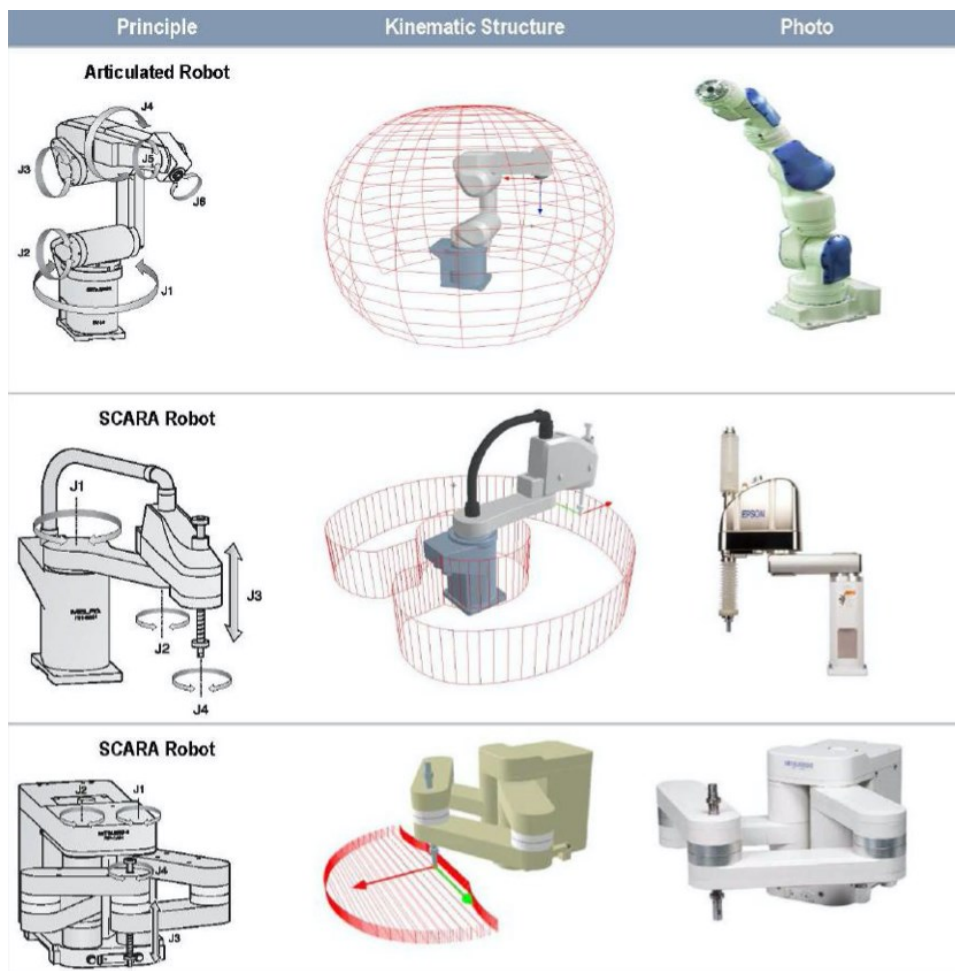 Principle Kinematic Structure Photo
Articulated Robot
J4
J3
J5
J6
J2
J1
SCARA Robot
J1
J3
J2
J4
EPSON
SCARA Robot
J2 J1
J4
J3